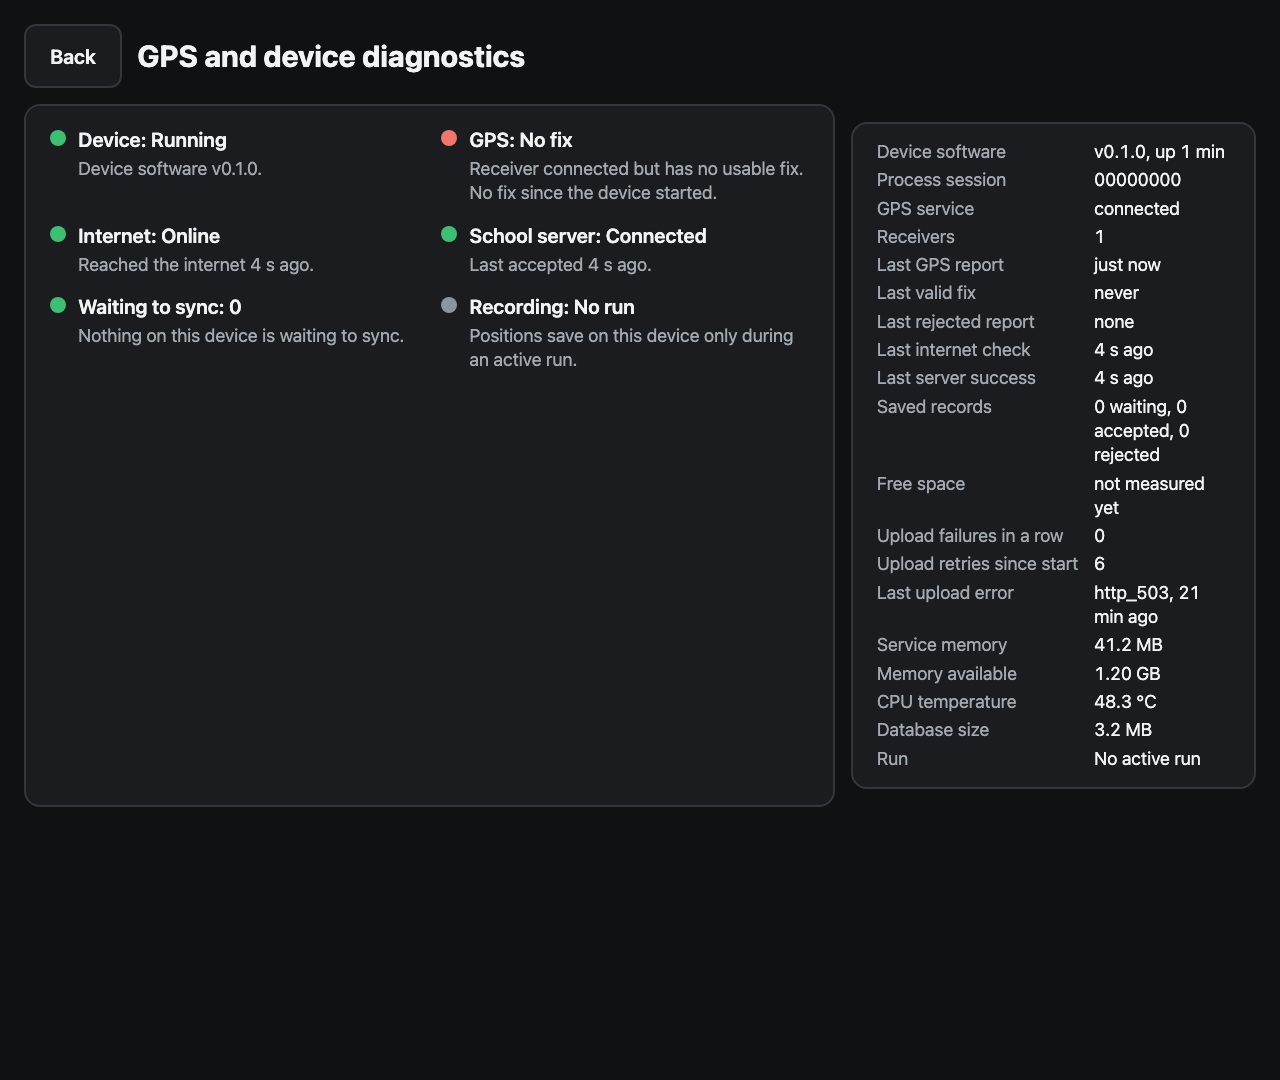 Back
GPS and device diagnostics
Device: Running
Device software v0.1.0.
GPS: No fix
Receiver connected but has no usable fix.
No fix since the device started.
Internet: Online
Reached the internet 4 s ago.
School server: Connected
Last accepted 4 s ago.
Waiting to sync: 0
Nothing on this device is waiting to sync.
Recording: No run
Positions save on this device only during
an active run.
Device software v0.1.0, up 1 min
Process session 00000000
GPS service connected
Receivers 1
Last GPS report just now
Last valid fix never
Last rejected report none
Last internet check 4 s ago
Last server success 4 s ago
Saved records 0 waiting, 0
accepted, 0
rejected
Free space not measured
yet
Upload failures in a row 0
Upload retries since start 6
Last upload error http_503, 21
min ago
Service memory 41.2 MB
Memory available 1.20 GB
CPU temperature 48.3 °C
Database size 3.2 MB
Run No active run